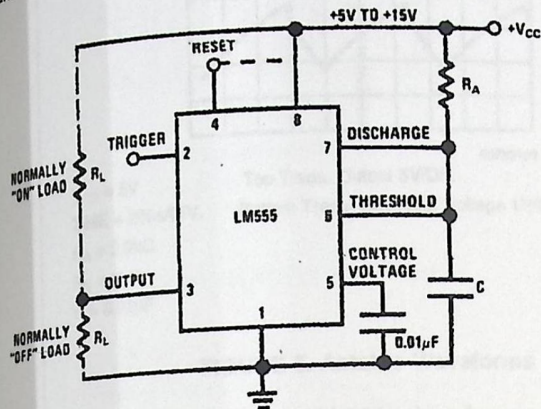 +5V TO +15V
+VCC
RESET
RA
4
8
TRIGGER
2
7
DISCHARGE
NORMALLY
"ON" LOAD
RL
LM555
6
THRESHOLD
CONTROL
VOLTAGE
OUTPUT
3
5
C
1
NORMALLY
"OFF" LOAD
RL
0.01μF